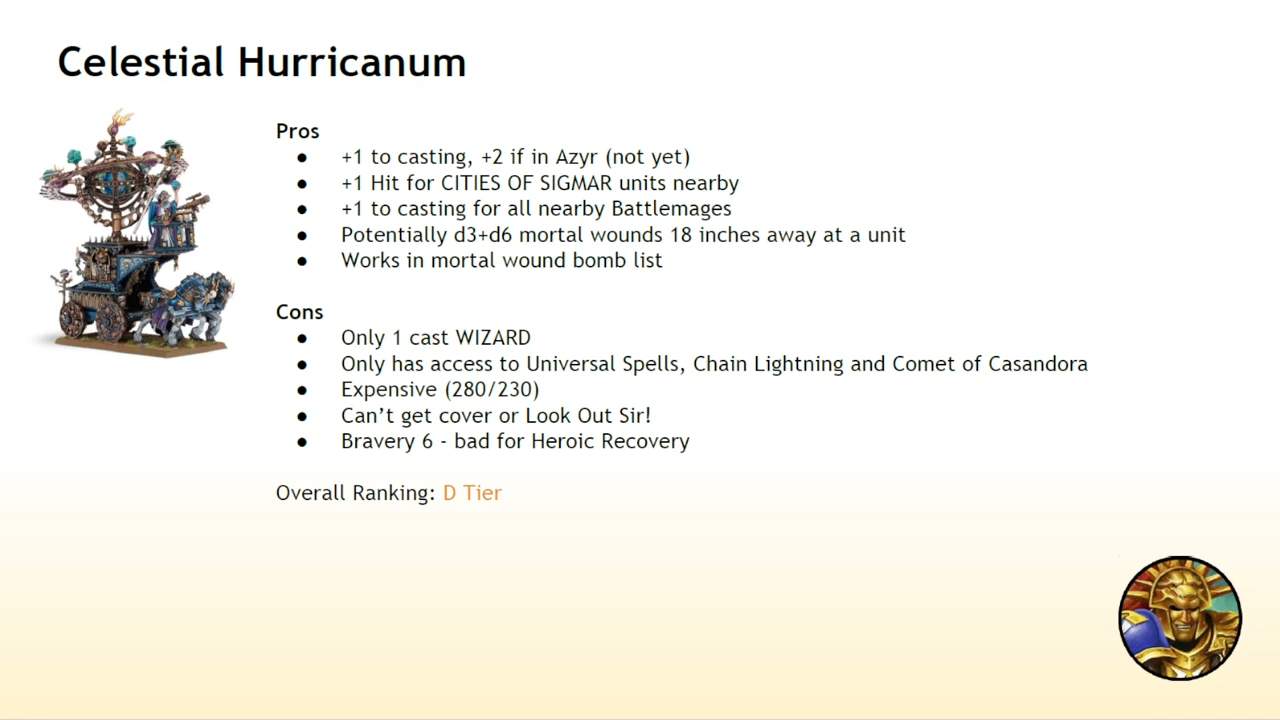 Celestial Hurricanum
Pros
● +1 to casting, +2 if in Azyr (not yet)
● +1 Hit for CITIES OF SIGMAR units nearby
● +1 to casting for all nearby Battlemages
● Potentially d3+d6 mortal wounds 18 inches away at a unit
● Works in mortal wound bomb list
Cons
● Only 1 cast WIZARD
● Only has access to Universal Spells, Chain Lightning and Comet of Casandora
● Expensive (280/230)
● Can’t get cover or Look Out Sir!
● Bravery 6 - bad for Heroic Recovery
Overall Ranking: D Tier